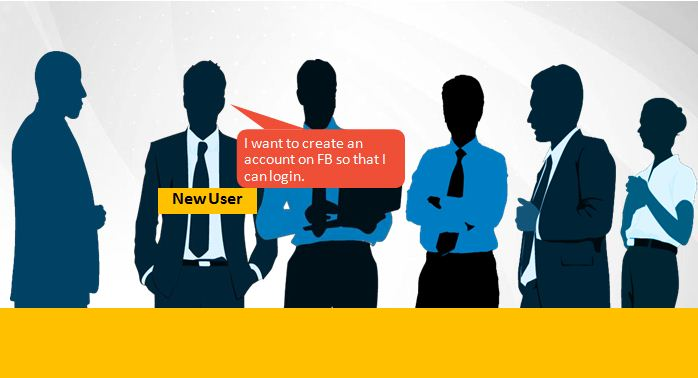 I want to create an
account on FB so that I
can login.
New User